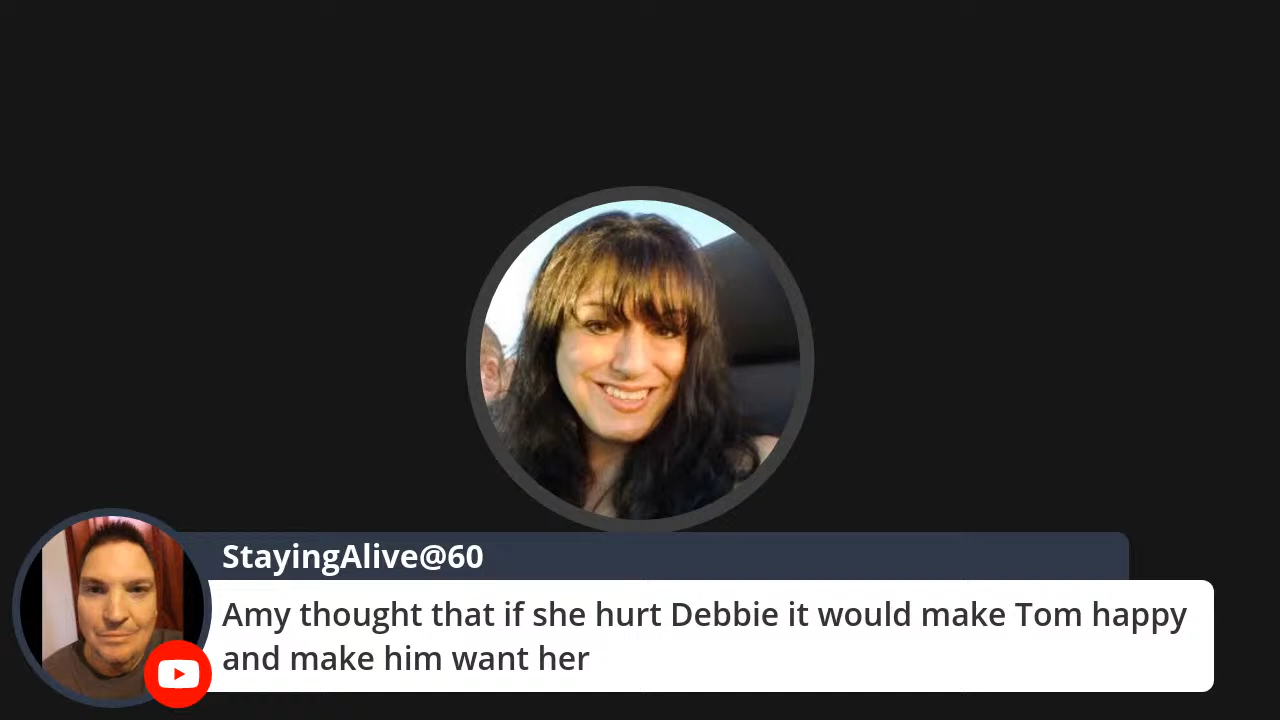 StayingAlive@60
Amy thought that if she hurt Debbie it would make Tom happy
and make him want her